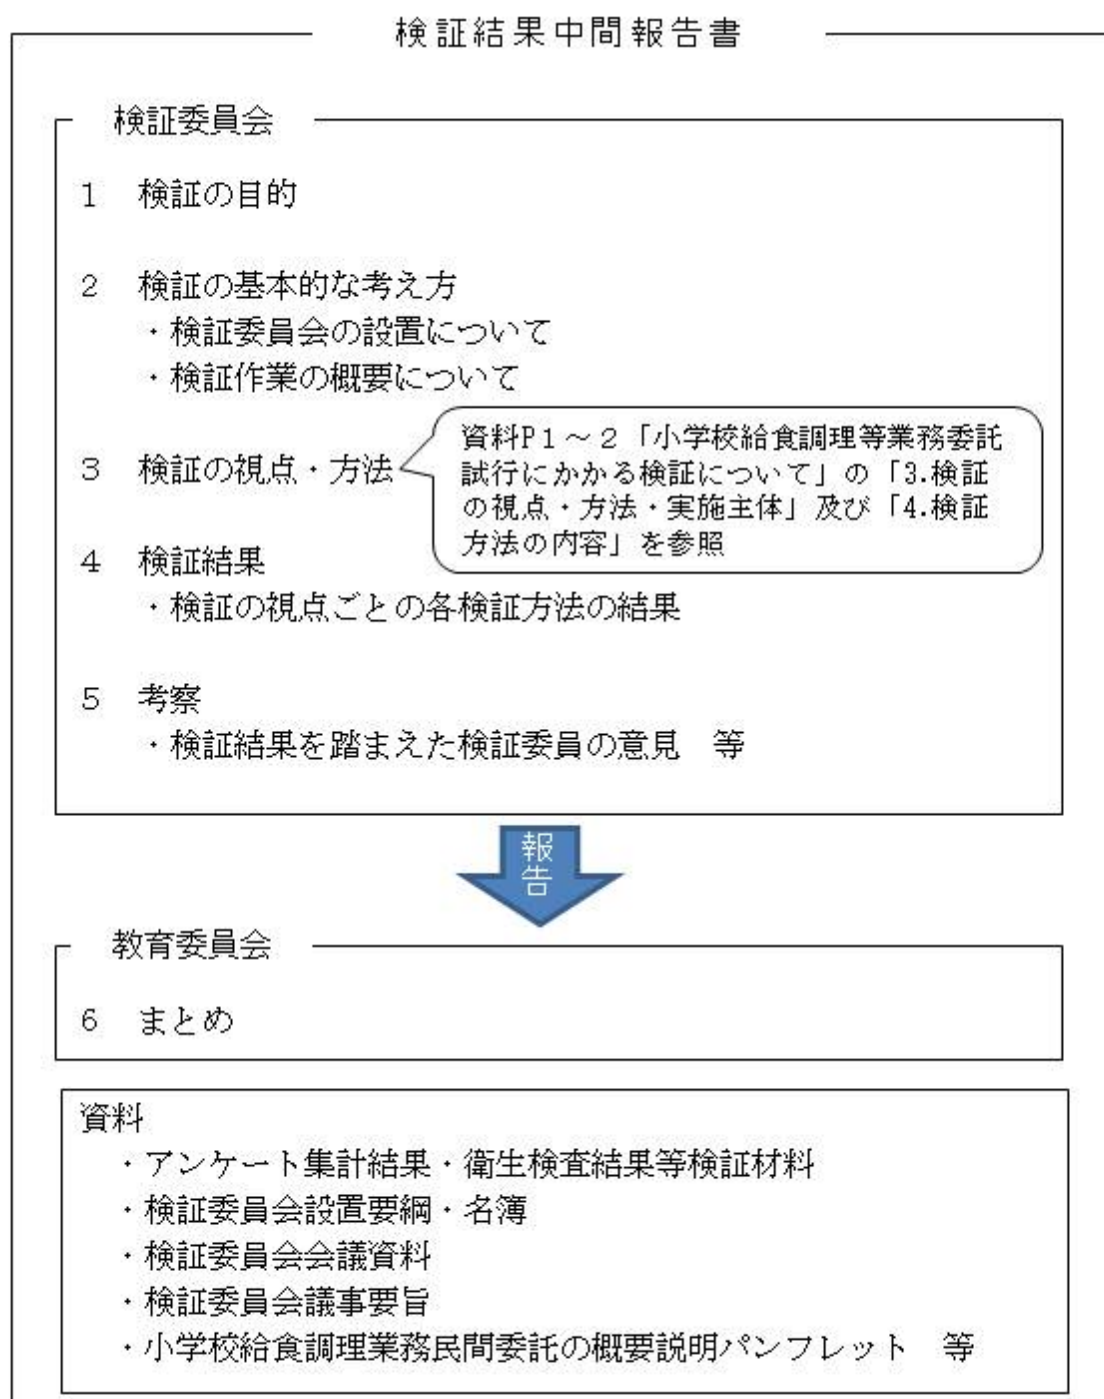 検証結果中間報告書
検証委員会
１　検証の目的
２　検証の基本的な考え方
・検証委員会の設置について
・検証作業の概要について
３　検証の視点・方法
資料P１～２「小学校給食調理等業務委託
試行にかかる検証について」の「3.検証
の視点・方法・実施主体」及び「4.検証
方法の内容」を参照
４　検証結果
・検証の視点ごとの各検証方法の結果
５　考察
・検証結果を踏まえた検証委員の意見　等
報告
教育委員会
６　まとめ
資料
・アンケート集計結果・衛生検査結果等検証材料
・検証委員会設置要綱・名簿
・検証委員会会議資料
・検証委員会議事要旨
・小学校給食調理業務民間委託の概要説明パンフレット　等